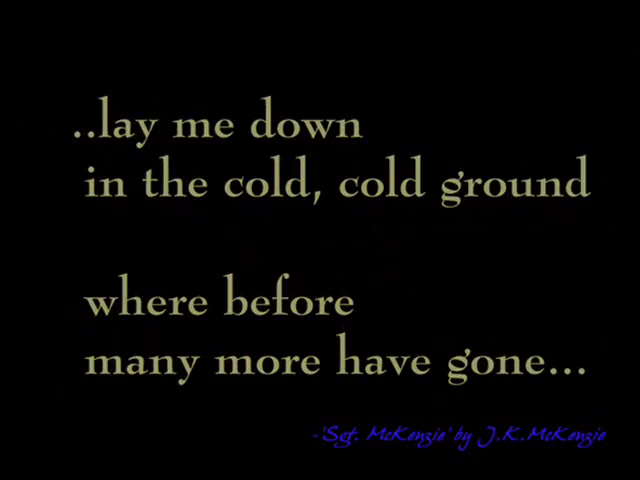 ..lay me down
in the cold, cold ground
where before
many more have gone...
-'Sgt. McKenzie' by J.K.McKenzie